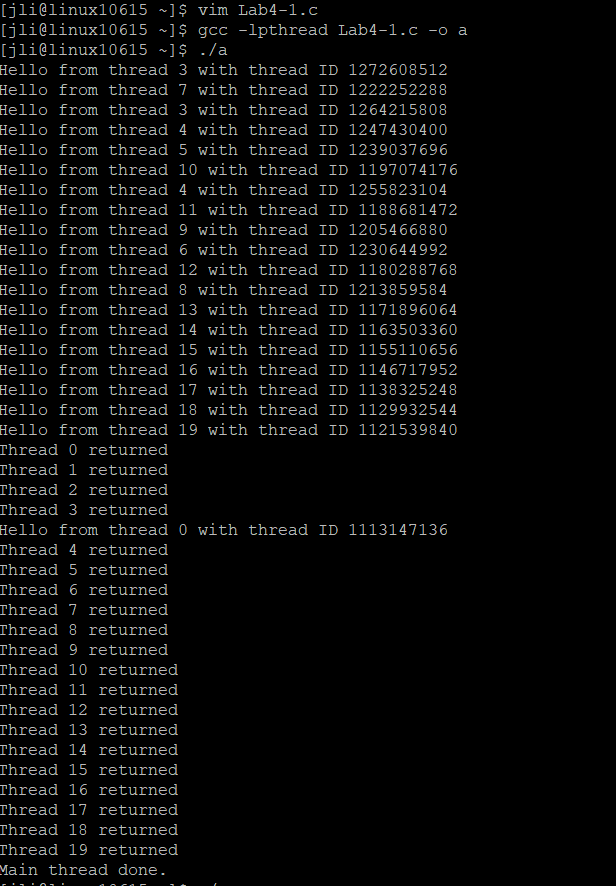 [jli@linux10615 ~]$ vim Lab4-1.c
[jli@linux10615 ~]$ gcc -lpthread Lab4-1.c -o a
[jli@linux10615 ~]$ ./a
Hello from thread 3 with thread ID 1272608512
Hello from thread 7 with thread ID 1222252288
Hello from thread 3 with thread ID 1264215808
Hello from thread 4 with thread ID 1247430400
Hello from thread 5 with thread ID 1239037696
Hello from thread 10 with thread ID 1197074176
Hello from thread 4 with thread ID 1255823104
Hello from thread 11 with thread ID 1188681472
Hello from thread 9 with thread ID 1205466880
Hello from thread 6 with thread ID 1230644992
Hello from thread 12 with thread ID 1180288768
Hello from thread 8 with thread ID 1213859584
Hello from thread 13 with thread ID 1171896064
Hello from thread 14 with thread ID 1163503360
Hello from thread 15 with thread ID 1155110656
Hello from thread 16 with thread ID 1146717952
Hello from thread 17 with thread ID 1138325248
Hello from thread 18 with thread ID 1129932544
Hello from thread 19 with thread ID 1121539840
Thread 0 returned
Thread 1 returned
Thread 2 returned
Thread 3 returned
Hello from thread 0 with thread ID 1113147136
Thread 4 returned
Thread 5 returned
Thread 6 returned
Thread 7 returned
Thread 8 returned
Thread 9 returned
Thread 10 returned
Thread 11 returned
Thread 12 returned
Thread 13 returned
Thread 14 returned
Thread 15 returned
Thread 16 returned
Thread 17 returned
Thread 18 returned
Thread 19 returned
Main thread done.